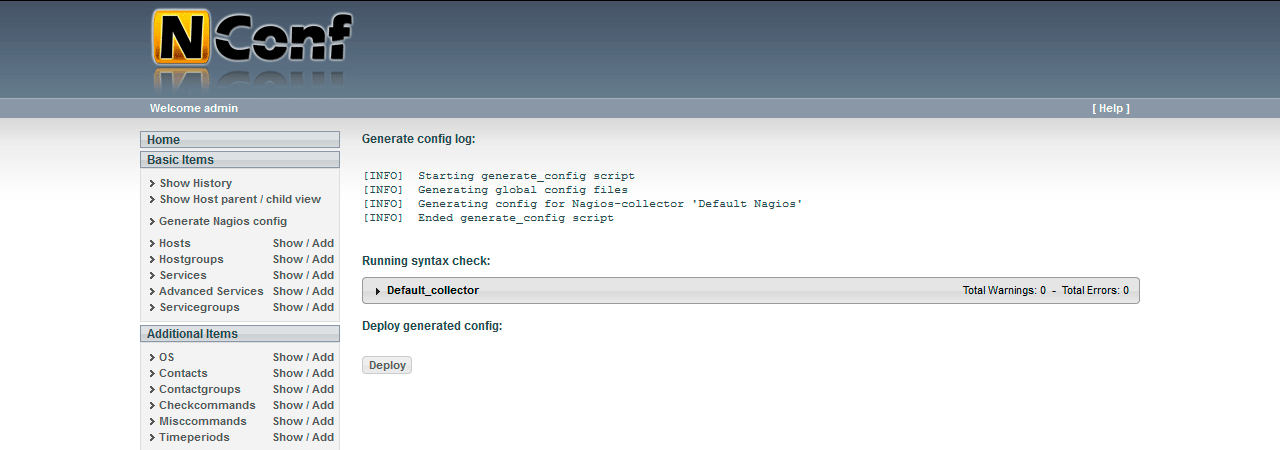 NConf
Welcome admin [ Help ]
Home
Basic Items
Show History
Show Host parent / child view
Generate Nagios config
Hosts Show / Add
Hostgroups Show / Add
Services Show / Add
Advanced Services Show / Add
Servicegroups Show / Add
Additional Items
OS Show / Add
Contacts Show / Add
Contactgroups Show / Add
Checkcommands Show / Add
Misccommands Show / Add
Timeperiods Show / Add
Generate config log:
[INFO] Starting generate_config script
[INFO] Generating global config files
[INFO] Generating config for Nagios-collector 'Default Nagios'
[INFO] Ended generate_config script
Running syntax check:
Default_collector Total Warnings: 0 - Total Errors: 0
Deploy generated config:
Deploy